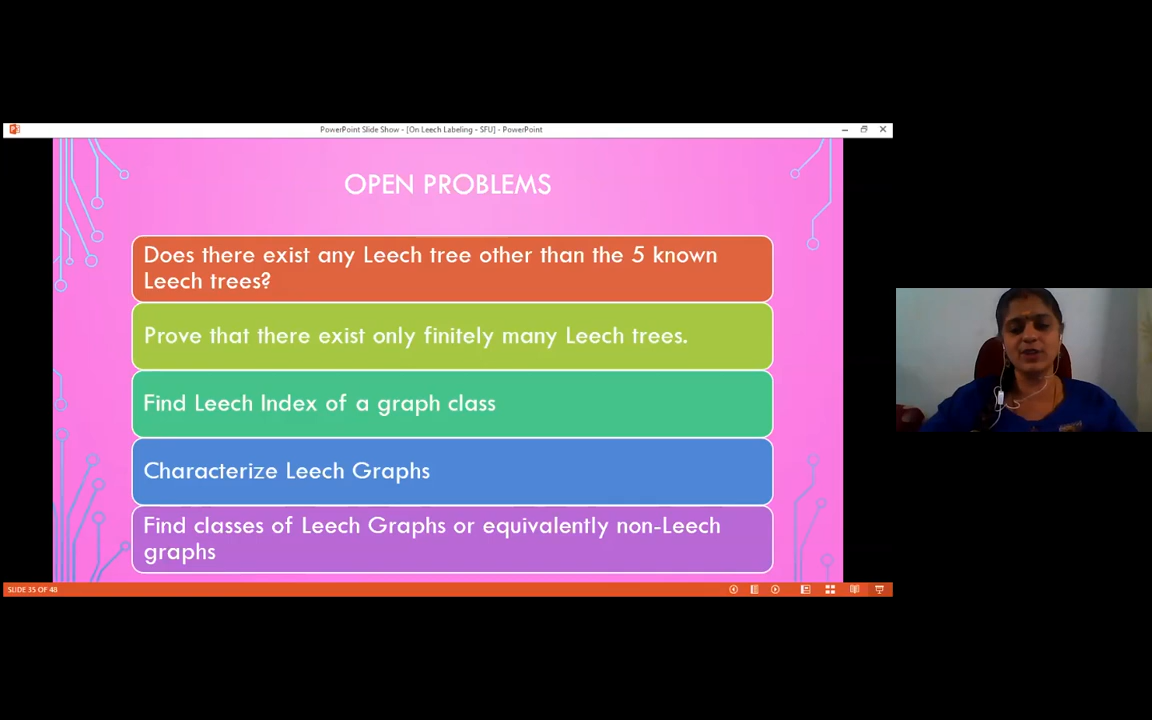 PowerPoint Slide Show - [On Leech Labeling - SFU] - PowerPoint
OPEN PROBLEMS
Does there exist any Leech tree other than the 5 known
Leech trees?
Prove that there exist only finitely many Leech trees.
Find Leech Index of a graph class
Characterize Leech Graphs
Find classes of Leech Graphs or equivalently non-Leech
graphs
SLIDE 35 OF 48